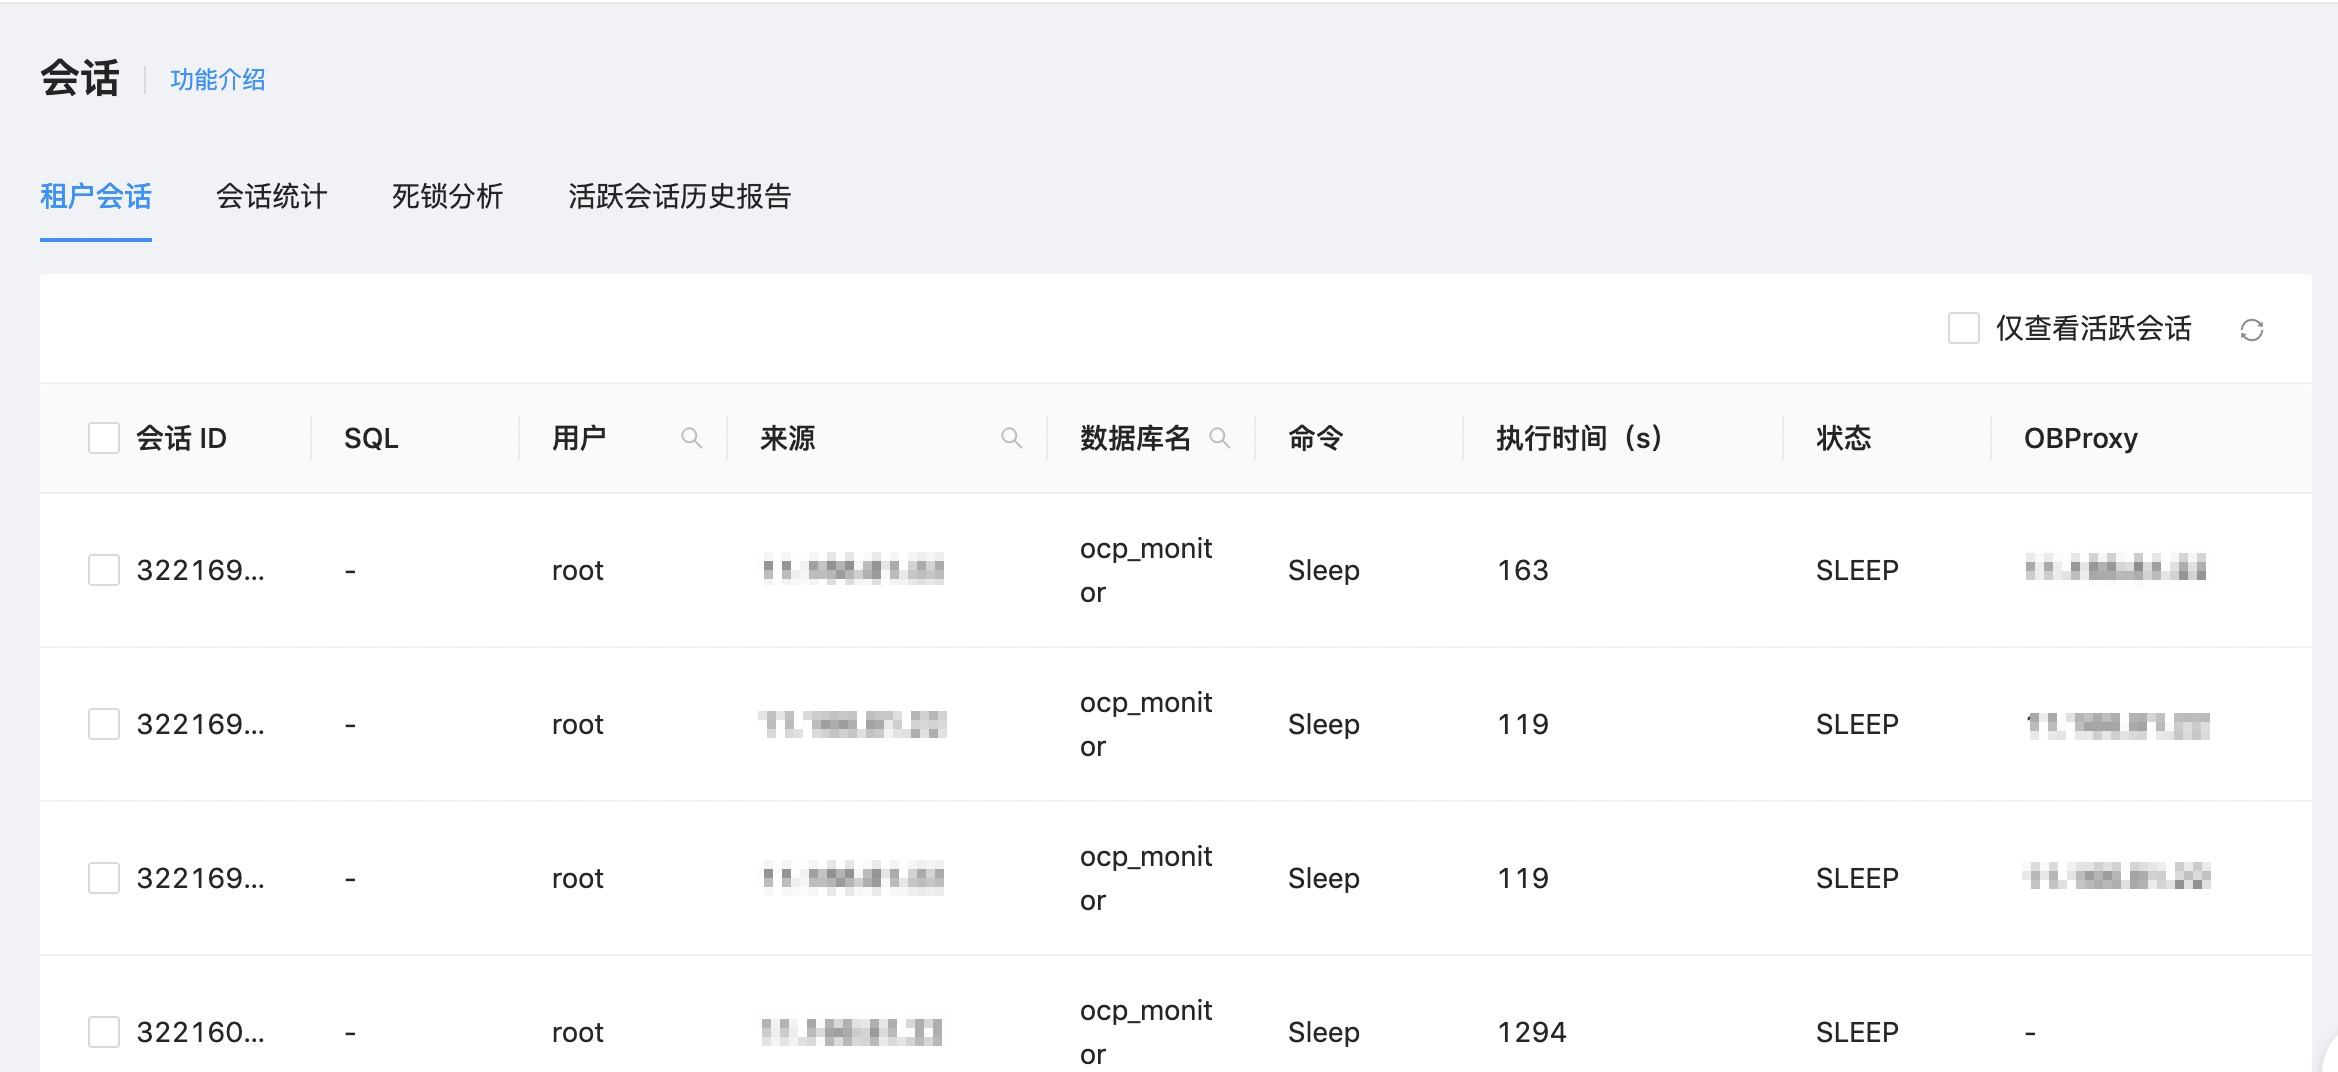 会话 功能介绍
租户会话 会话统计 死锁分析 活跃会话历史报告
仅查看活跃会话
会话 ID SQL 用户 来源 数据库名 命令 执行时间（s） 状态 OBProxy
322169... - root ocp_monit Sleep 163 SLEEP
or
322169... - root ocp_monit Sleep 119 SLEEP
or
322169... - root ocp_monit Sleep 119 SLEEP
or
322160... - root ocp_monit Sleep 1294 SLEEP -
or